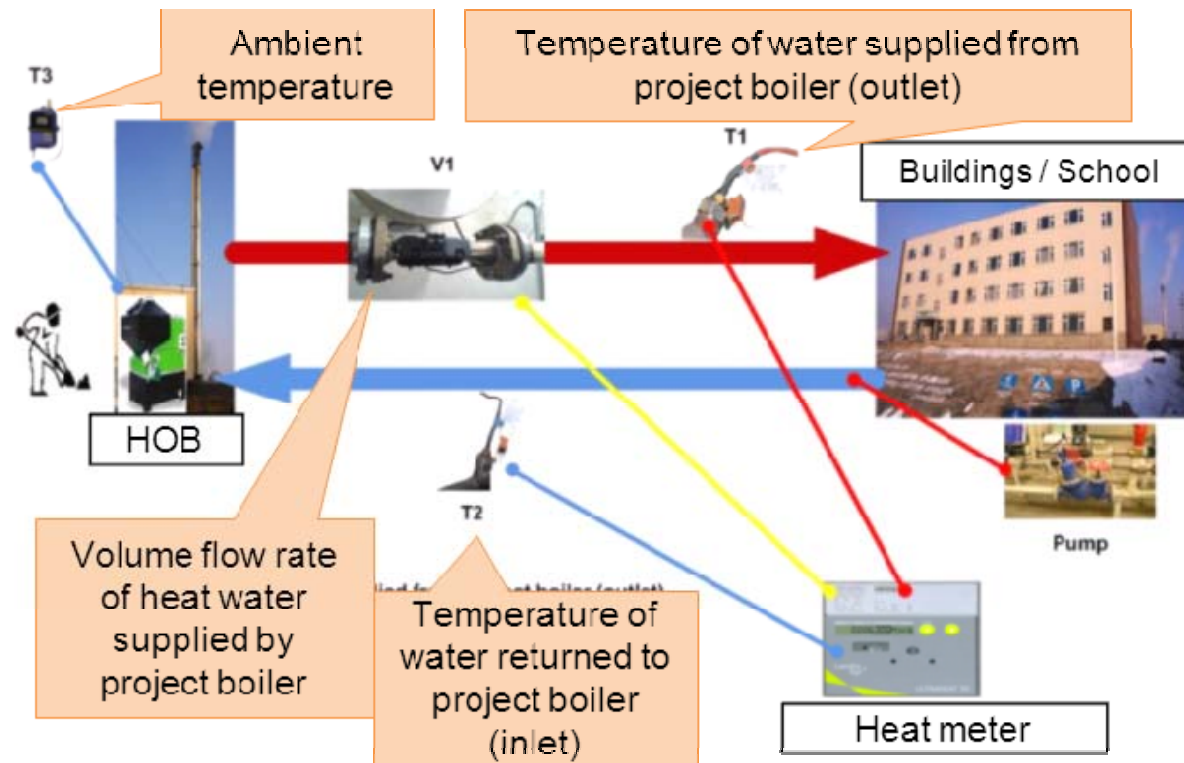 Ambient
temperature
Temperature of water supplied from
project boiler (outlet)
T3
T1
V1
Buildings / School
HOB
T2
Pump
Volume flow rate
of heat water
supplied by
project boiler
boiler (outlet)
Temperature of
water returned to
project boiler
(inlet)
Heat meter